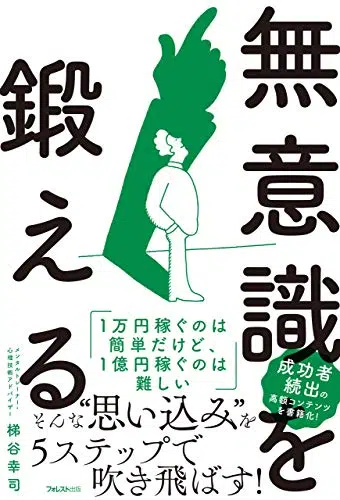 無意識を
鍛える
「1万円稼ぐのは
簡単だけど、
1億円稼ぐのは
難しい」
そんな“思い込み”を
5ステップで
吹き飛ばす!
成功者
続出の
高額コンテンツ
を書籍化!
メンタルトレーナー・
心理技術アドバイザー
梯谷幸司
フォレスト出版